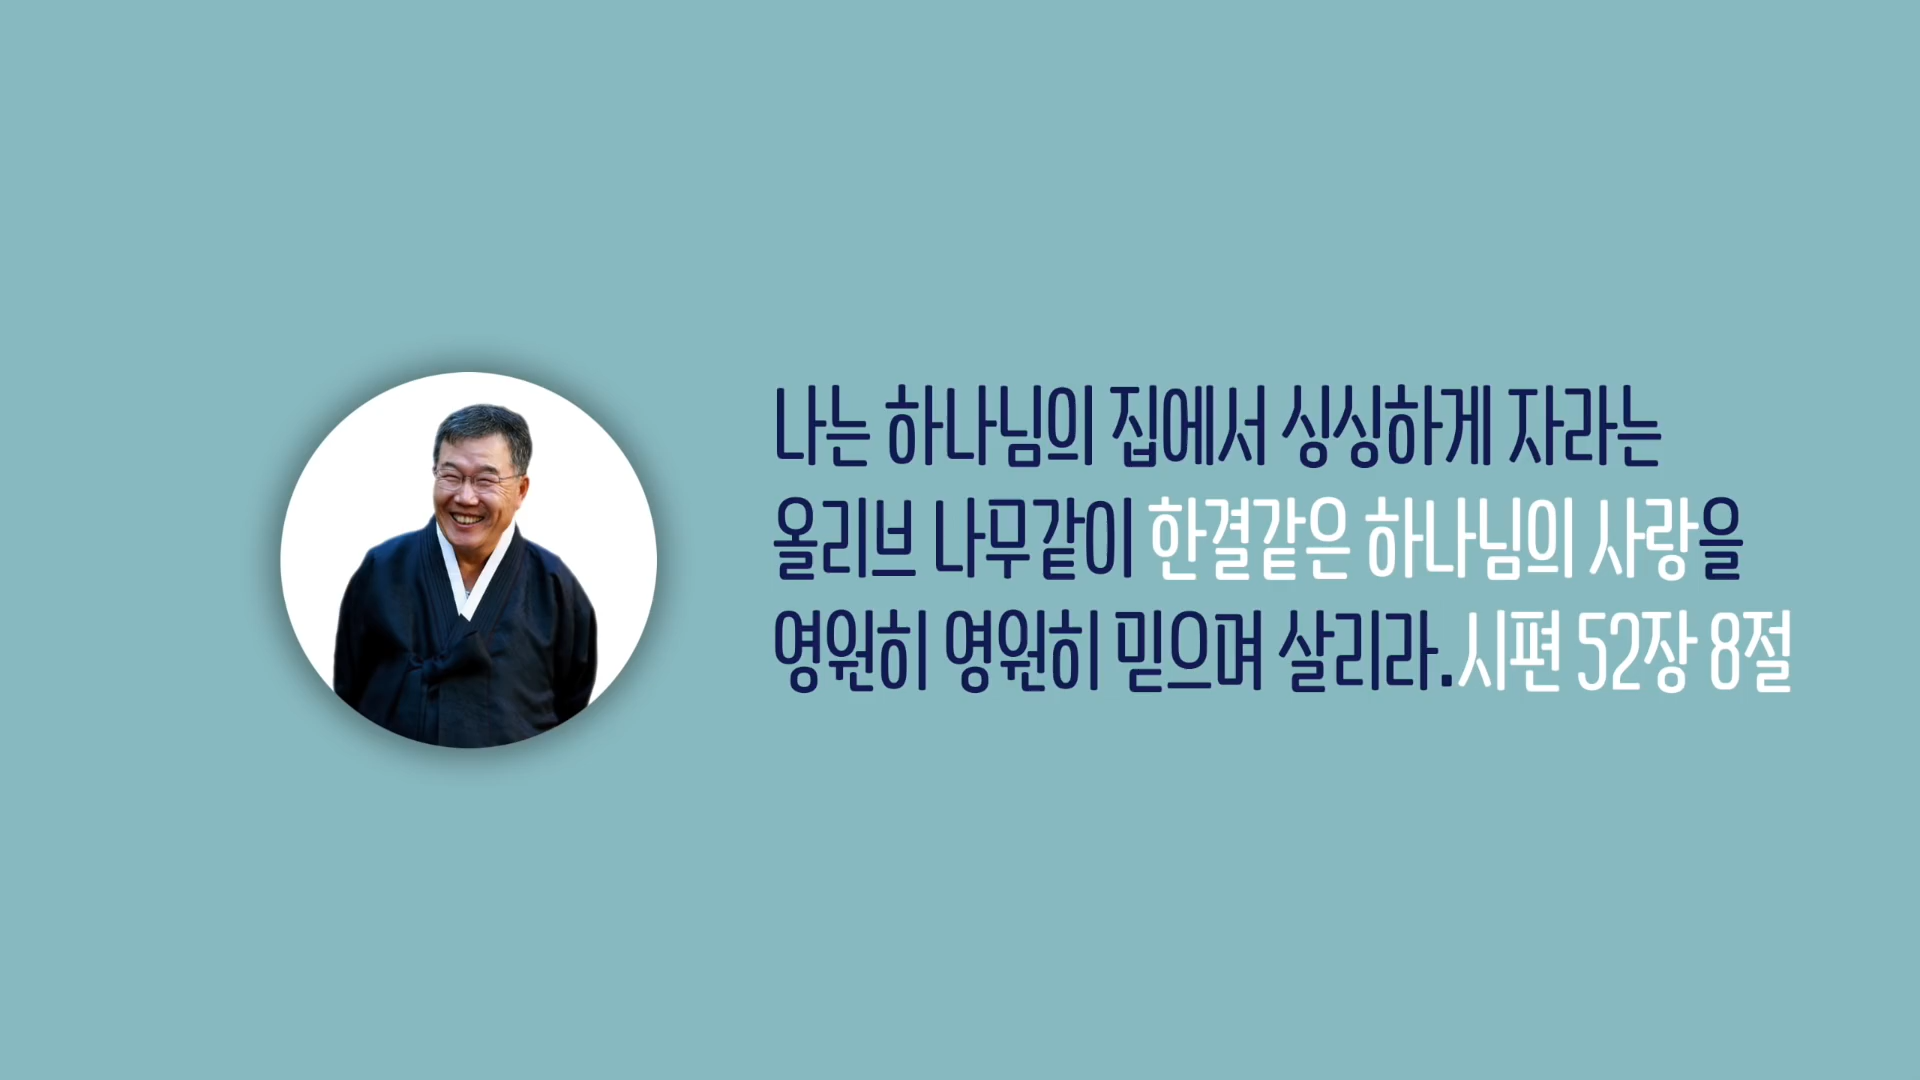 나는 하나님의 집에서 싱싱하게 자라는
올리브 나무같이 한결같은 하나님의 사랑을
영원히 영원히 믿으며 살리라.시편 52장 8절